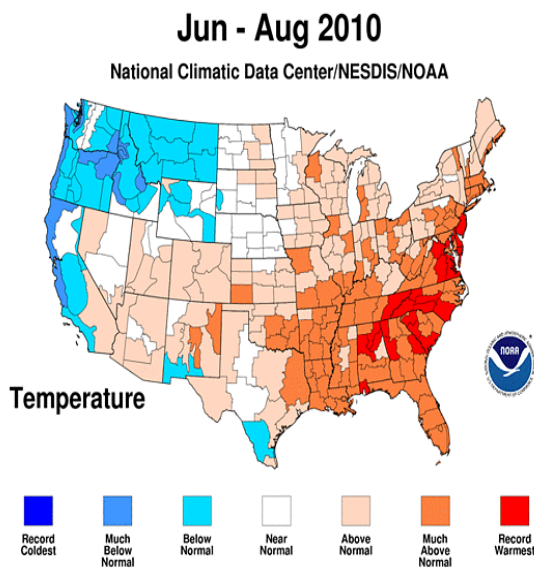 Jun - Aug 2010
National Climatic Data Center/NESDIS/NOAA
NOAA
Temperature
Record Coldest
Much Below Normal
Below Normal
Near Normal
Above Normal
Much Above Normal
Record Warmest